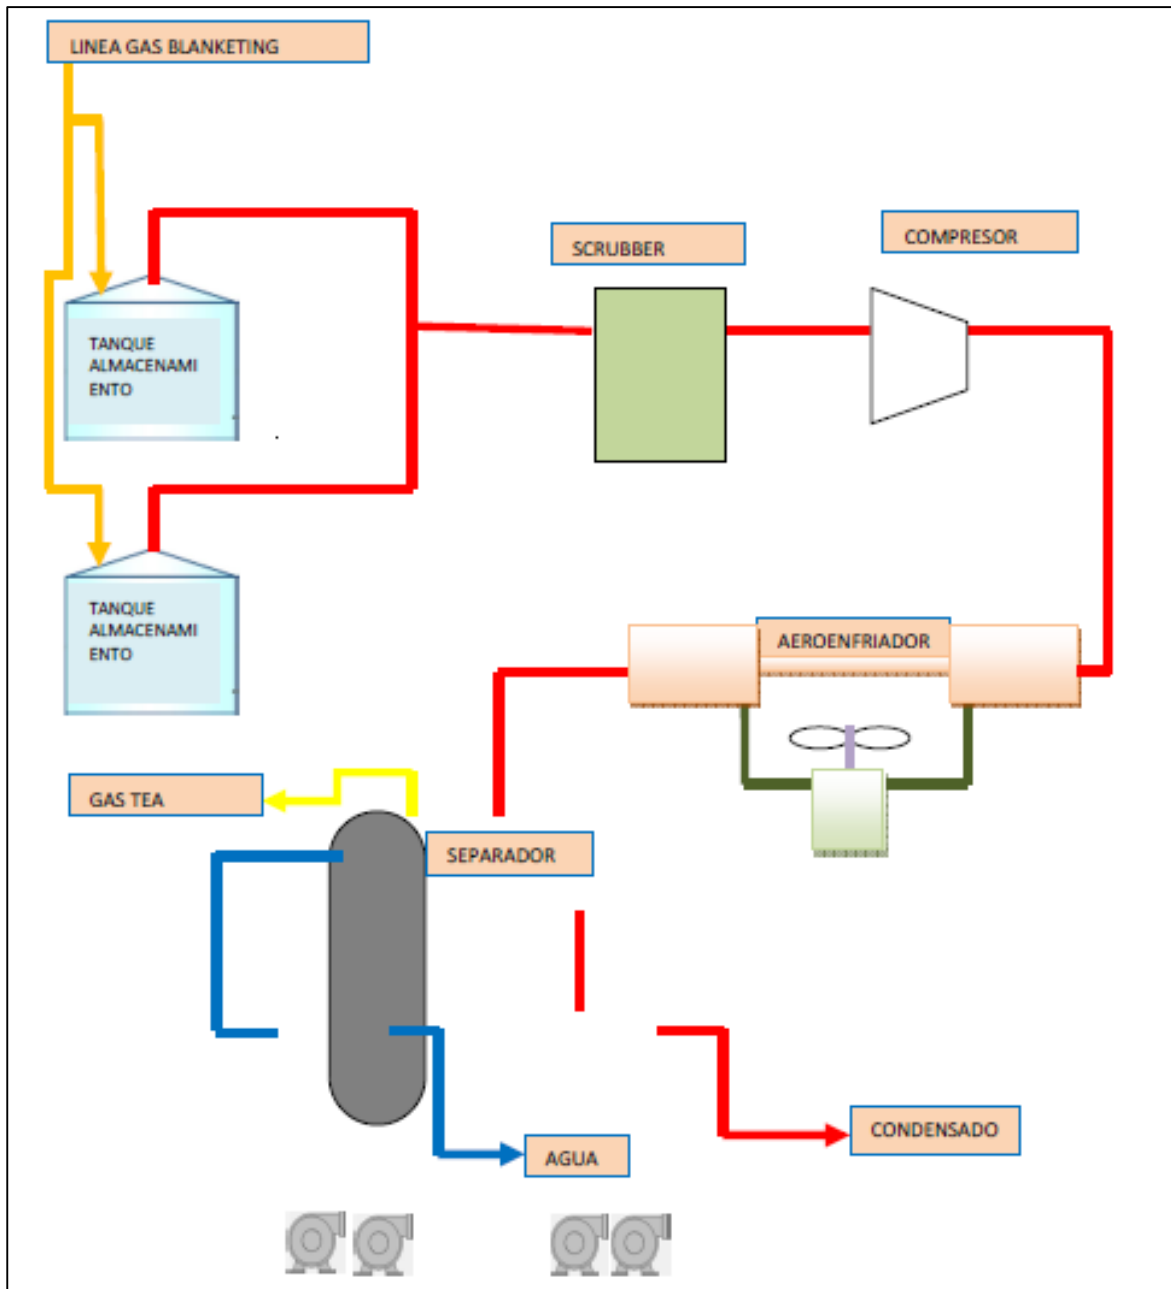 LINEA GAS BLANKETING
COMPRESOR
SCRUBBER
TANQUE
ALMACENAMI
ENTO
TANQUE
ALMACENAMI
ENTO
AEROENFRIADOR
GAS TEA
SEPARADOR
CONDENSADO
AGUA